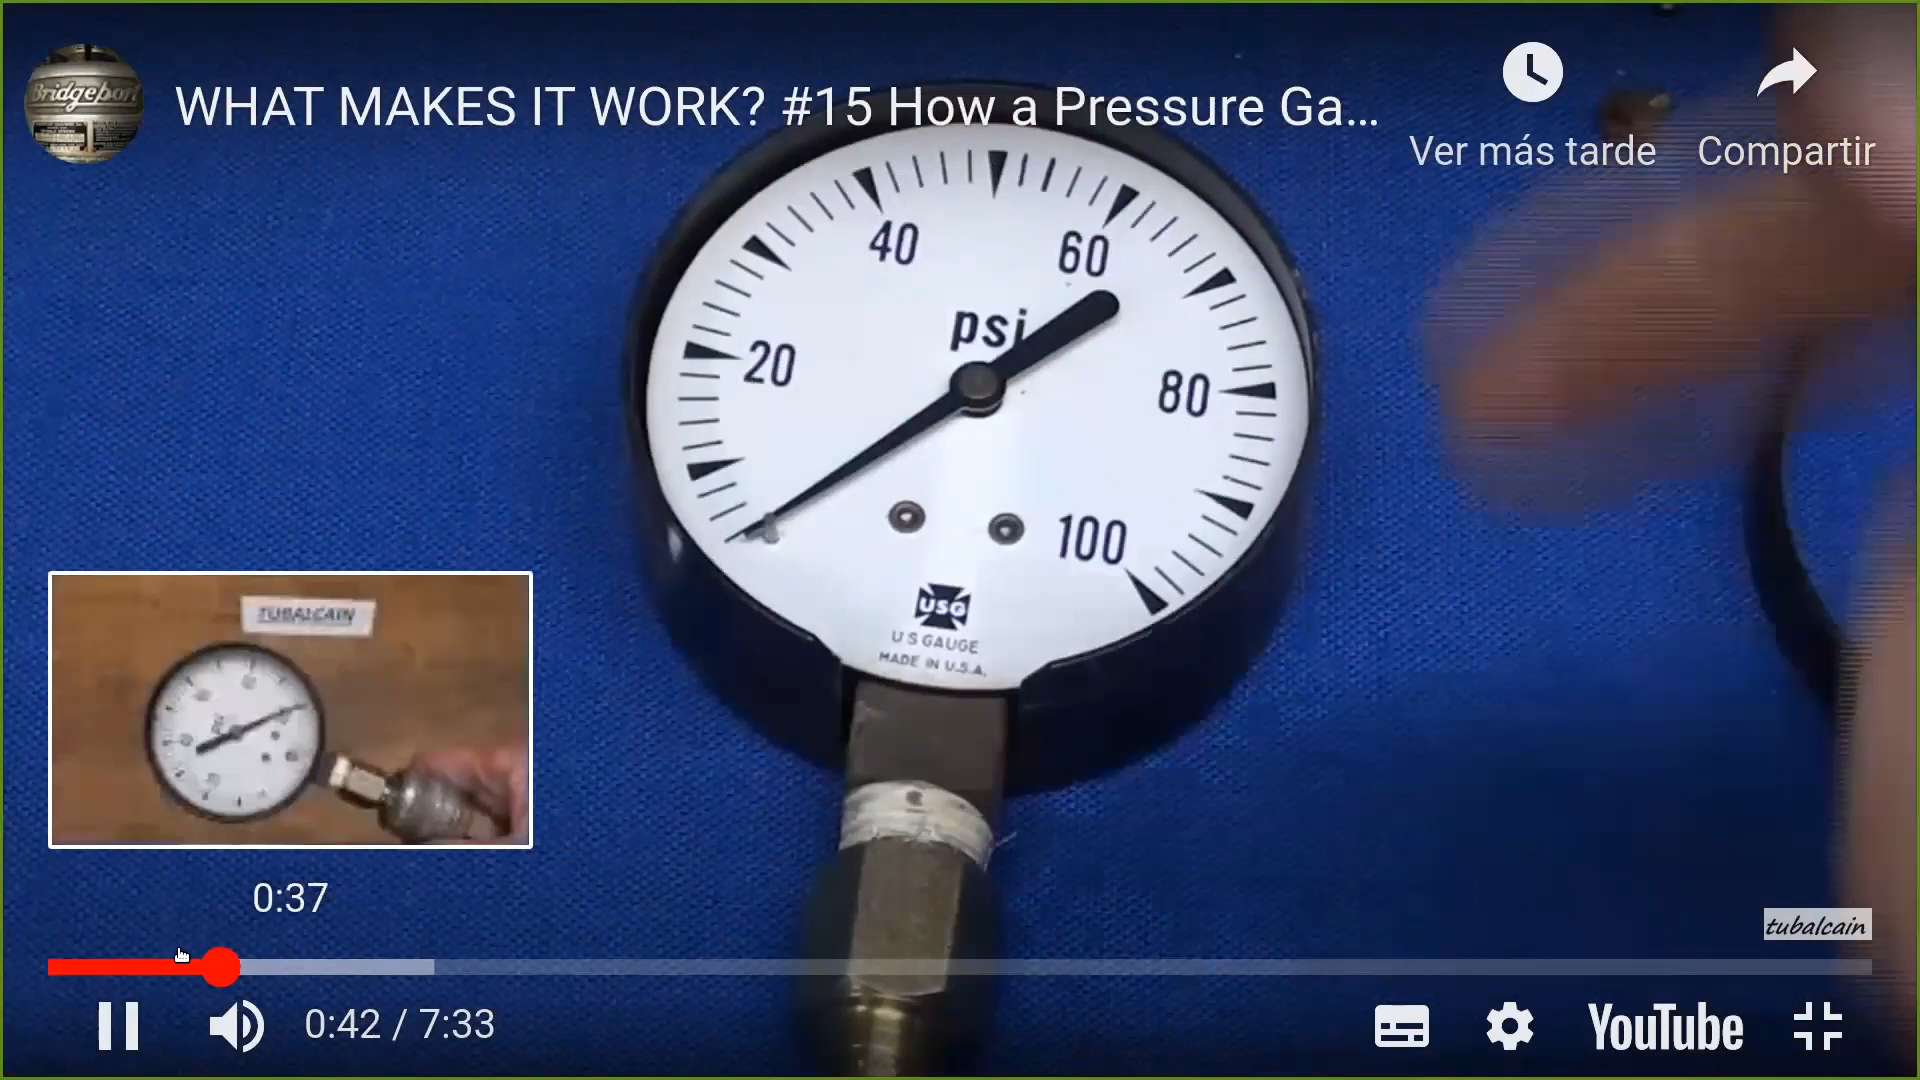 Bridgeport
WHAT MAKES IT WORK? #15 How a Pressure Ga...
Ver más tarde
Compartir
40
60
psi
20
80
100
USG
U S GAUGE
MADE IN U.S.A.
TUBALCAIN
0:37
tubalcain
0:42 / 7:33
YouTube